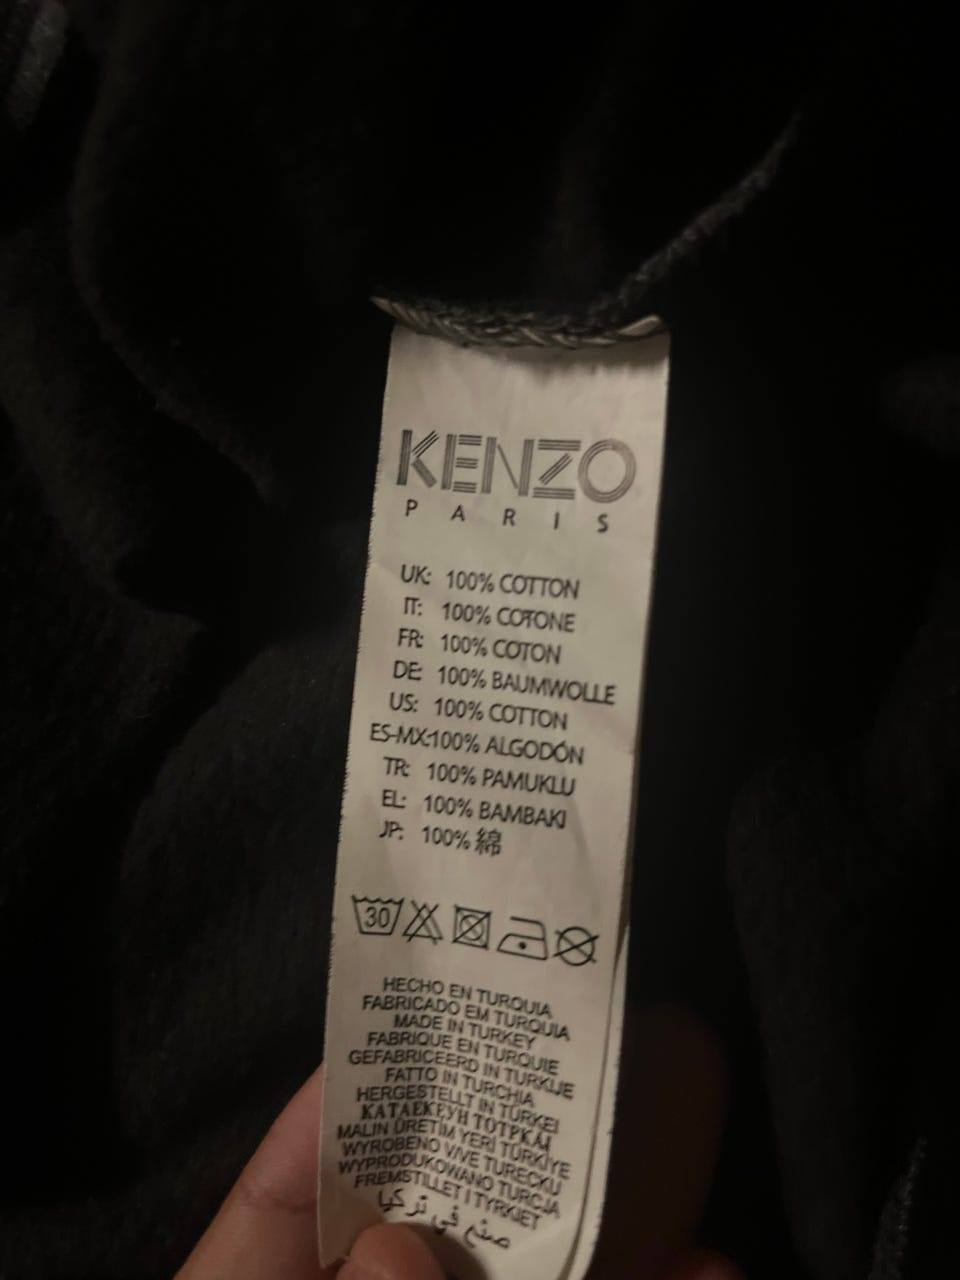 KENZO
PARIS
UK: 100% COTTON
IT: 100% COTONE
FR: 100% COTON
DE: 100% BAUMWOLLE
US: 100% COTTON
ES-MX:100% ALGODÓN
TR: 100% PAMUKLU
EL: 100% BAMBAKI
JP: 100% 綿
30
HECHO EN TURQUIA
FABRICADO EM TURQUIA
MADE IN TURKEY
FABRIQUE EN TURQUIE
GEFABRICEERD IN TURKIJE
FATTO IN TURCHIA
HERGESTELLT IN TÜRKEI
ΚΑΤΑΕΚΕΥΗ ΤΟΤΡΚΑΙ
MALIN ÜRETİM YERİ TÜRKİYE
WYROBENO VIVE TURECKU
WYPRODUKOWANO TURCJA
FREMSTILLET I TYRKIET
صنع في تركيا